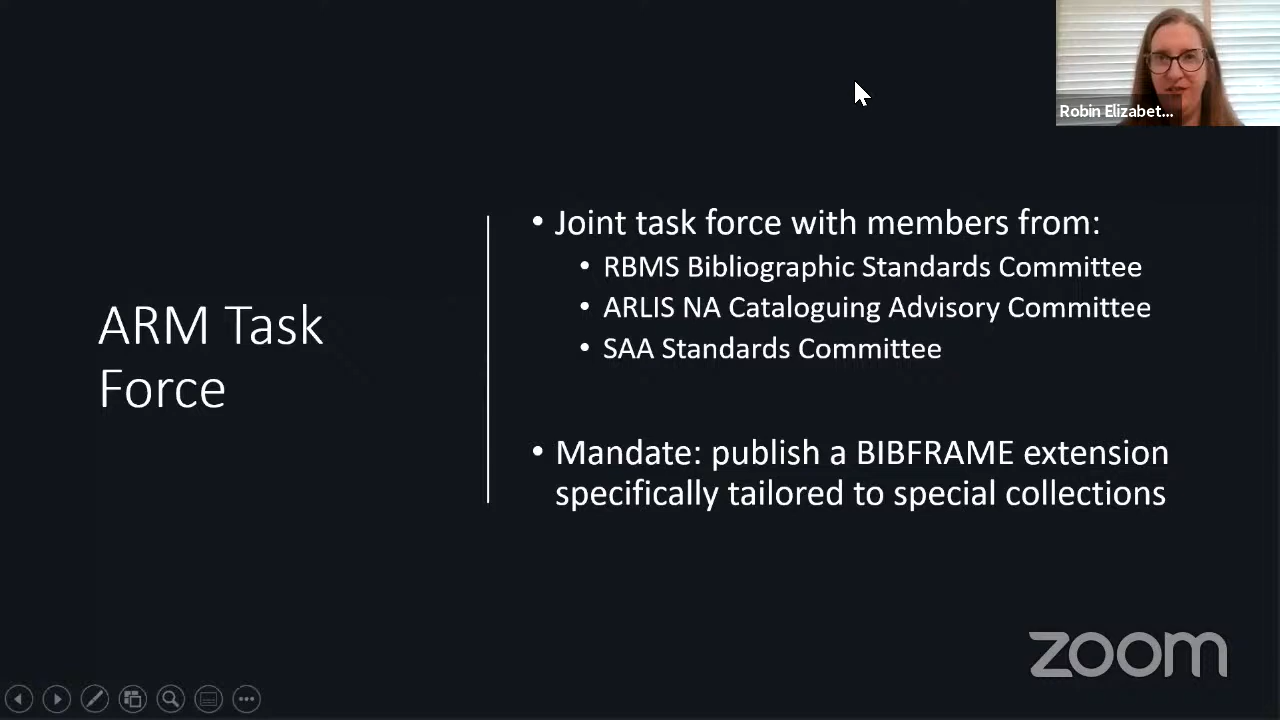 Robin Elizabet...
ARM Task
Force
• Joint task force with members from:
• RBMS Bibliographic Standards Committee
• ARLIS NA Cataloguing Advisory Committee
• SAA Standards Committee
• Mandate: publish a BIBFRAME extension
specifically tailored to special collections
zoom